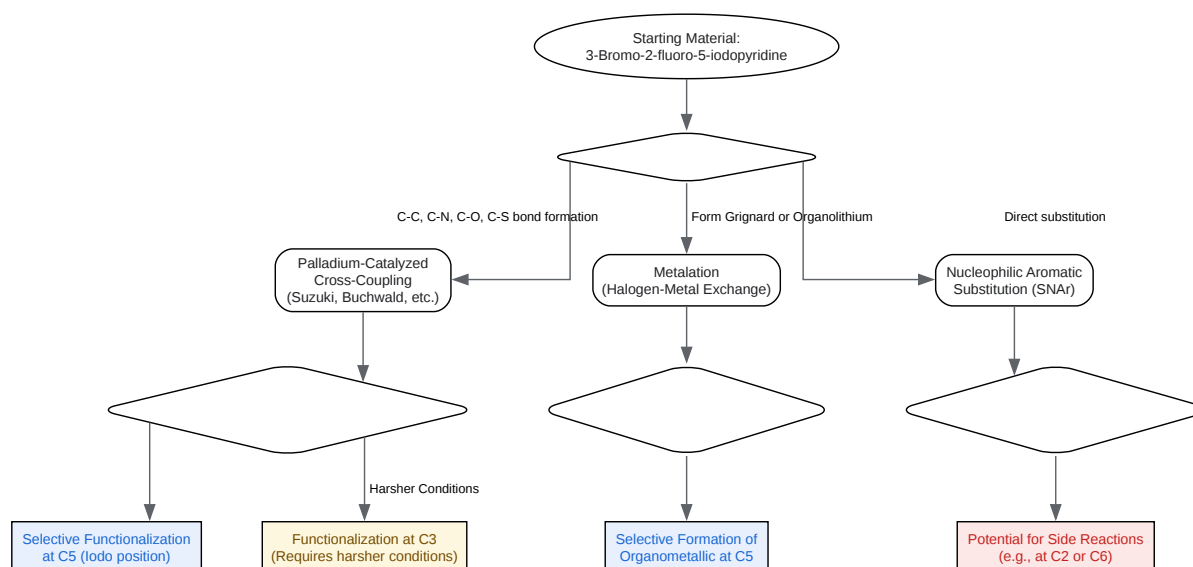 Starting Material:
3-Bromo-2-fluoro-5-iodopyridine
C-C, C-N, C-O, C-S bond formation
Form Grignard or Organolithium
Direct substitution
Palladium-Catalyzed
Cross-Coupling
(Suzuki, Buchwald, etc.)
Metalation
(Halogen-Metal Exchange)
Nucleophilic Aromatic
Substitution (SNAr)
Harsher Conditions
Selective Functionalization
at C5 (Iodo position)
Functionalization at C3
(Requires harsher conditions)
Selective Formation of
Organometallic at C5
Potential for Side Reactions
(e.g., at C2 or C6)